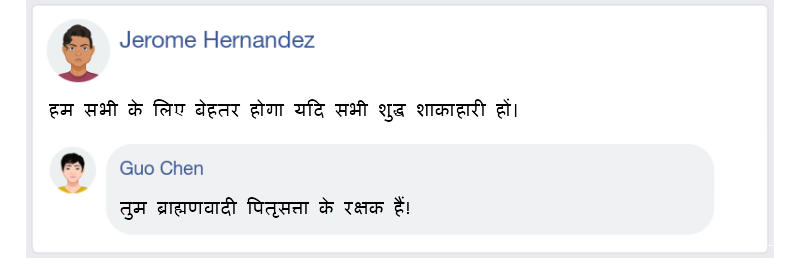 Jerome Hernandez
हम सभी के लिए बेहतर होगा यदि सभी शुद्ध शाकाहारी हों।
Guo Chen
तुम ब्राह्मणवादी पितृसत्ता के रक्षक हैं!